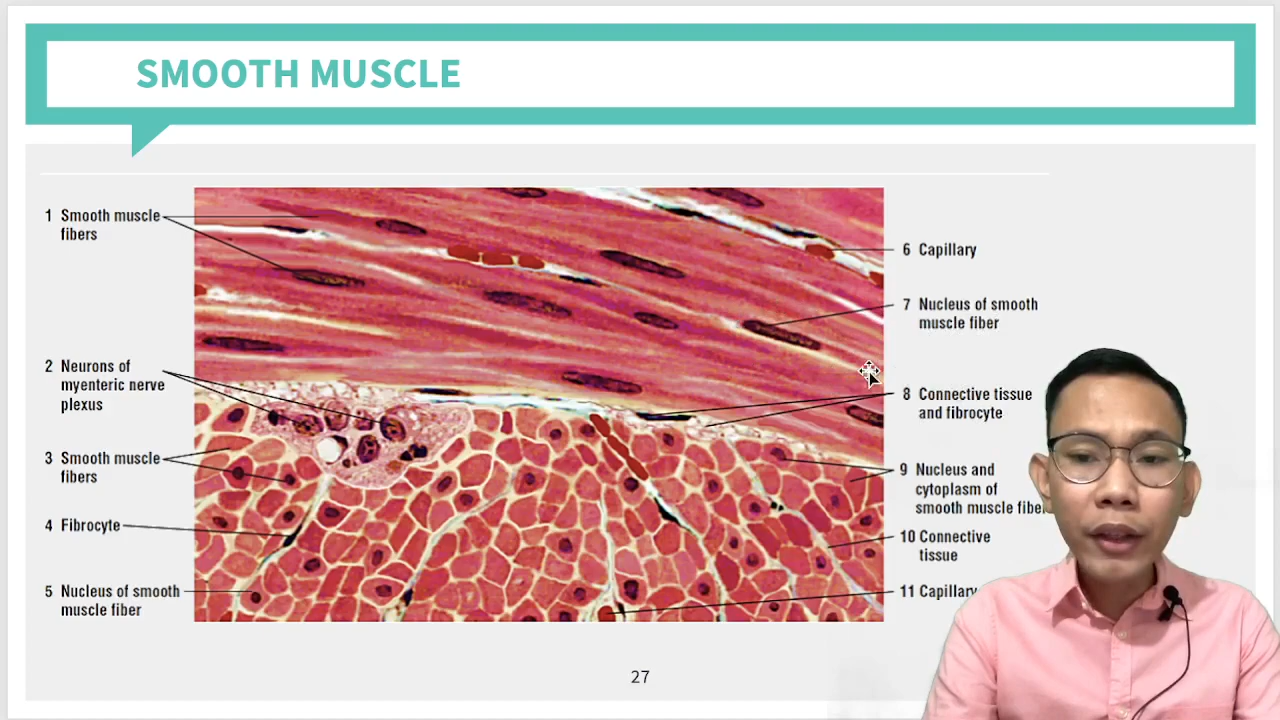 SMOOTH MUSCLE
1 Smooth muscle
fibers
2 Neurons of
myenteric nerve
plexus
3 Smooth muscle
fibers
4 Fibrocyte
5 Nucleus of smooth
muscle fiber
6 Capillary
7 Nucleus of smooth
muscle fiber
8 Connective tissue
and fibrocyte
9 Nucleus and
cytoplasm of
smooth muscle fiber
10 Connective
tissue
11 Capillary
27